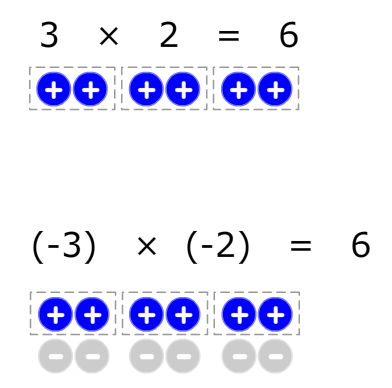 3 × 2 = 6
+ + + + + +
(-3) × (-2) = 6
+ + + + + +
- - - - - -